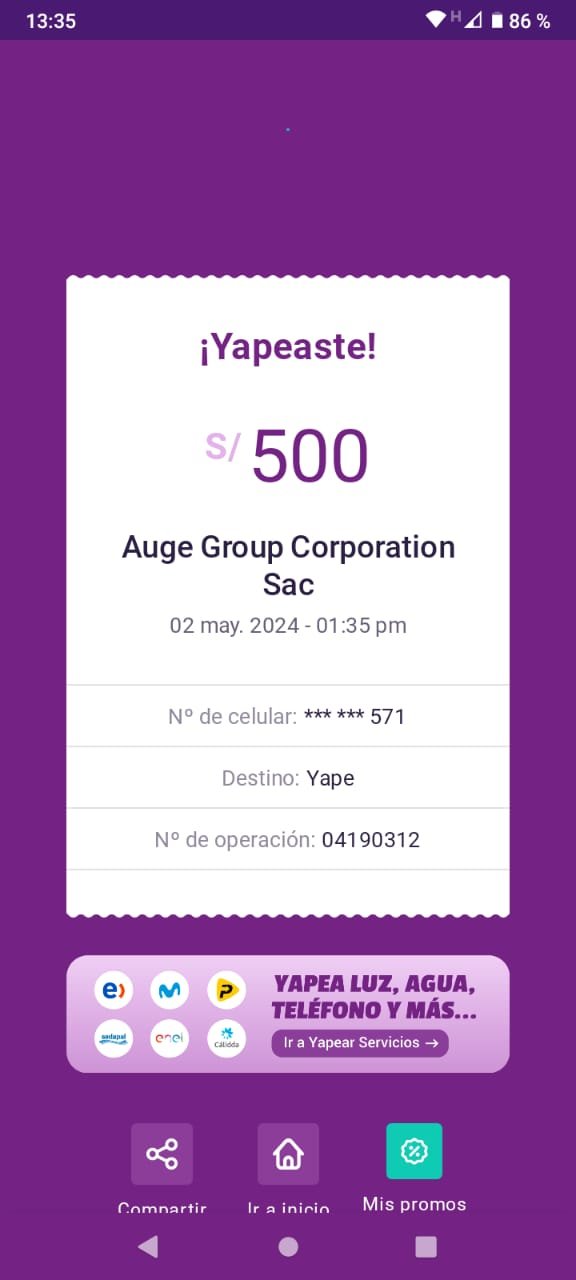 13:35
H
86 %
¡Yapeaste!
S/ 500
Auge Group Corporation
Sac
02 may. 2024 - 01:35 pm
Nº de celular: *** *** 571
Destino: Yape
Nº de operación: 04190312
e)
P
sedapal
enel
Cálidda
YAPEA LUZ, AGUA,
TELÉFONO Y MÁS...
Ir a Yapear Servicios →
Compartir
Ir a inicio
Mis promos